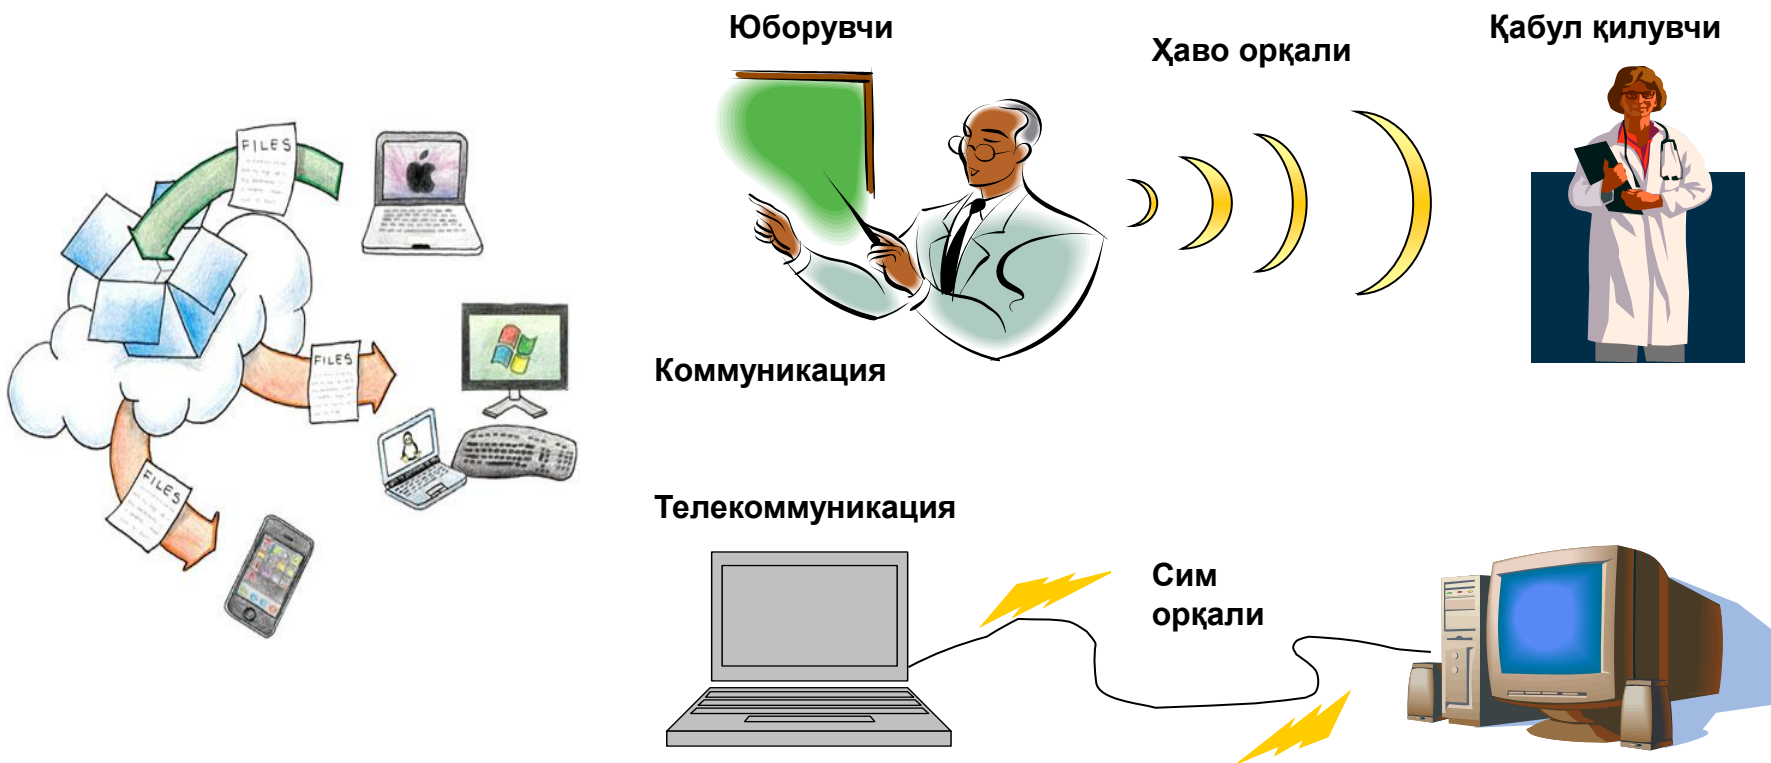 Юборувчи
Ҳаво орқали
Қабул қилувчи
FILES
FILES
FILES
Коммуникация
Телекоммуникация
Сим
орқали